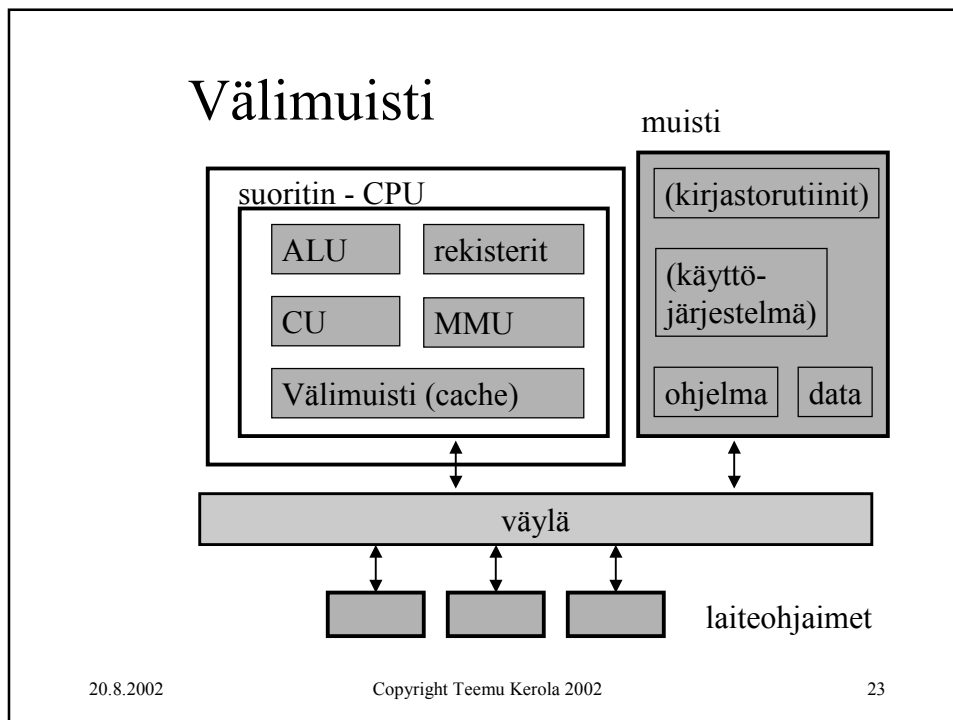 Välimuisti
muisti
suoritin - CPU
ALU
rekisterit
CU
MMU
Välimuisti (cache)
(kirjastorutiinit)
(käyttö-
järjestelmä)
ohjelma
data
väylä
laiteohjaimet
20.8.2002
Copyright Teemu Kerola 2002
23